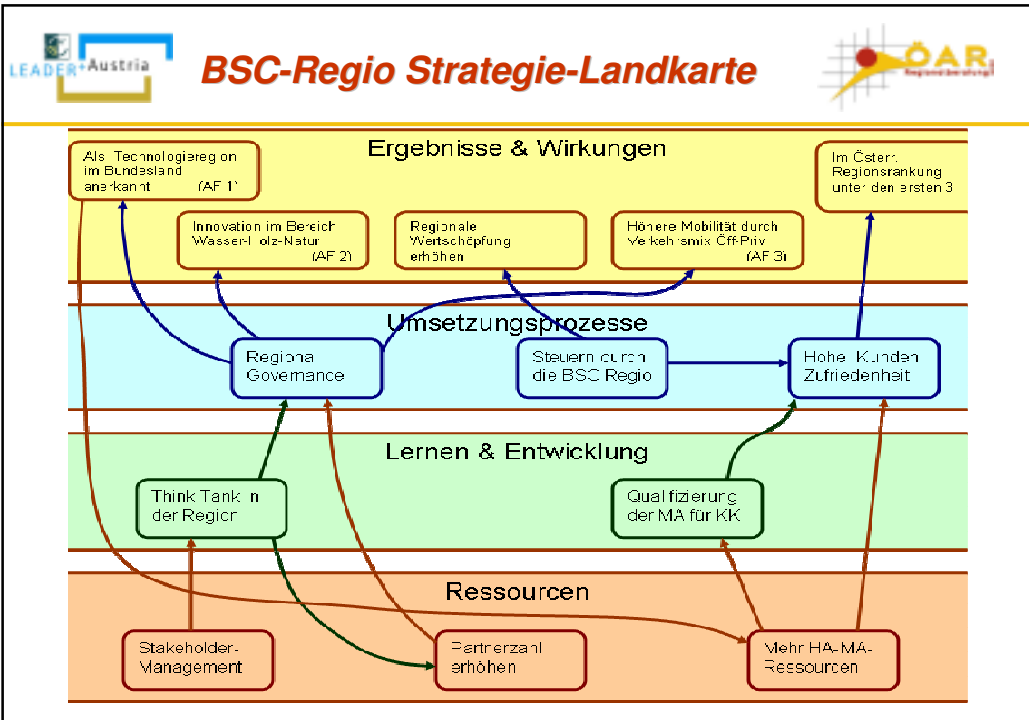 LEADER+ Austria
BSC-Regio Strategie-Landkarte
ÖAR
Regionalberatung
Ergebnisse & Wirkungen
Als Technologieregion
im Bundesland
anerkannt (AF 1)
Im Österr.
Regionsranking
unter den ersten 3
Innovation im Bereich
Wasser-Holz-Natur
(AF 2)
Regionale
Wertschöpfung
erhöhen
Höhere Mobilität durch
Verkehrsmix Öff-Priv
(AF 3)
Umsetzungsprozesse
Regional
Governance
Steuern durch
die BSC Regio
Hohe Kunden
Zufriedenheit
Lernen & Entwicklung
Think Tank in
der Region
Qualifizierung
der MA für KK
Ressourcen
Stakeholder-
Management
Partnerzahl
erhöhen
Mehr HA-MA-
Ressourcen